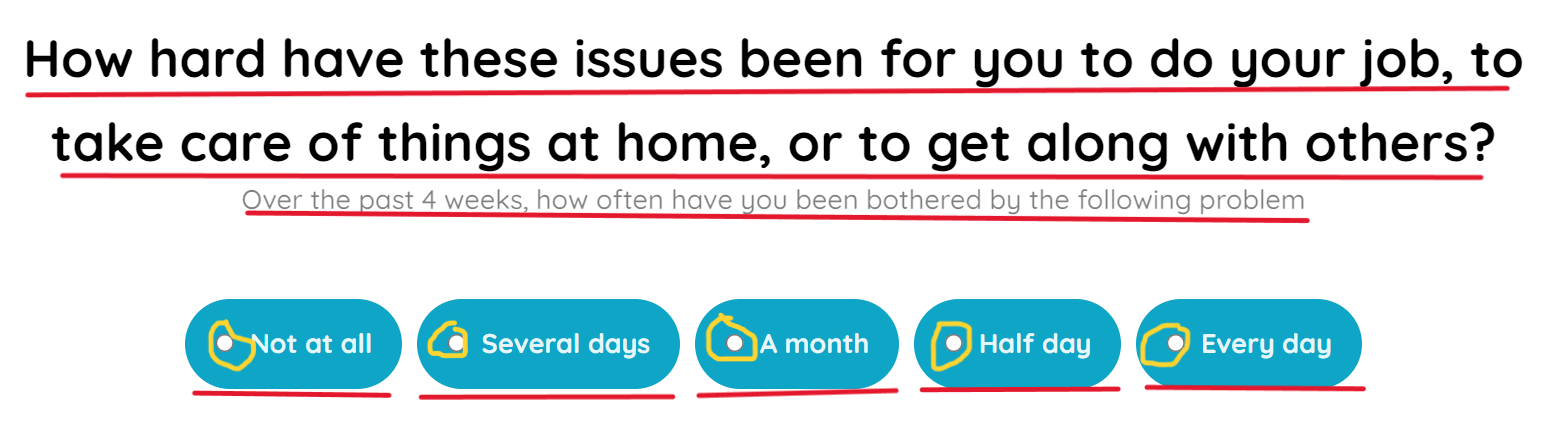 How hard have these issues been for you to do your job, to
take care of things at home, or to get along with others?
Over the past 4 weeks, how often have you been bothered by the following problem
Not at all
Several days
A month
Half day
Every day